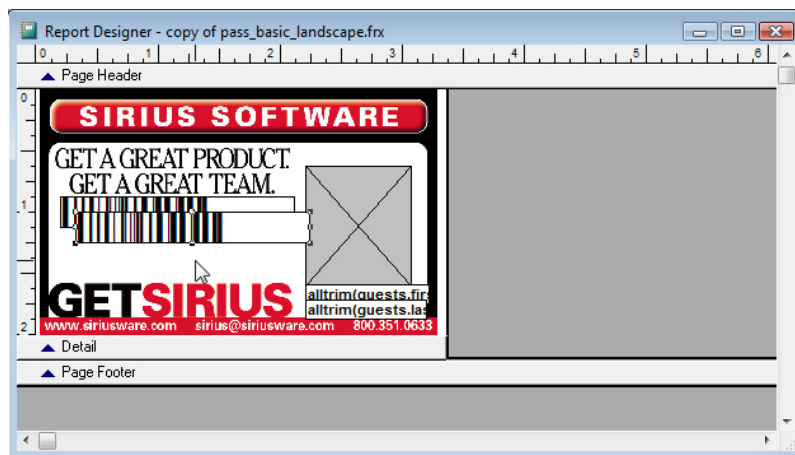 Report Designer - copy of pass_basic_landscape.frx
0 1 2 3 4 5 6
Page Header
0
SIRIUS SOFTWARE
GET A GREAT PRODUCT.
GET A GREAT TEAM.
1
GETSIRIUS
alltrim(guests.fir
alltrim(guests.las
2
www.siriusware.com sirius@siriusware.com 800.351.0633
Detail
Page Footer